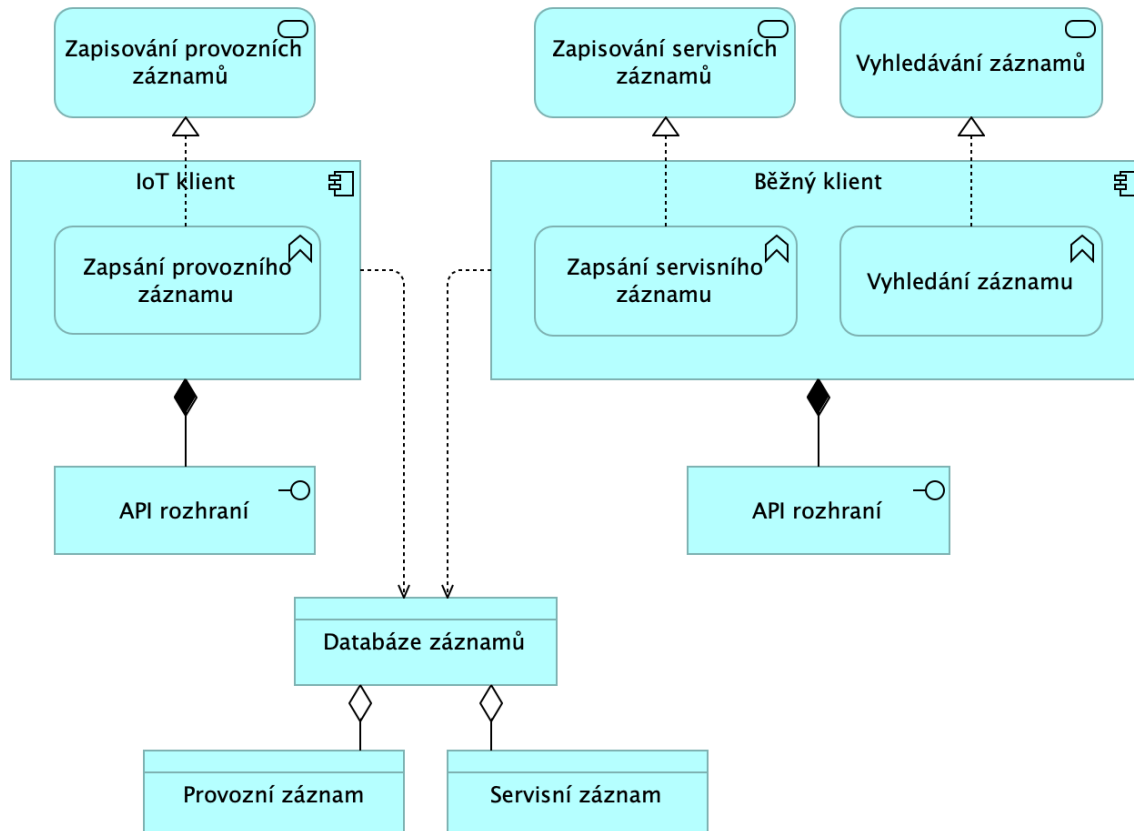 Zapisování provozních
záznamů
Zapisování servisních
záznamů
Vyhledávání záznamů
IoT klient
Běžný klient
Zapsání provozního
záznamu
Zapsání servisního
záznamu
Vyhledání záznamu
API rozhraní
API rozhraní
Databáze záznamů
Provozní záznam
Servisní záznam